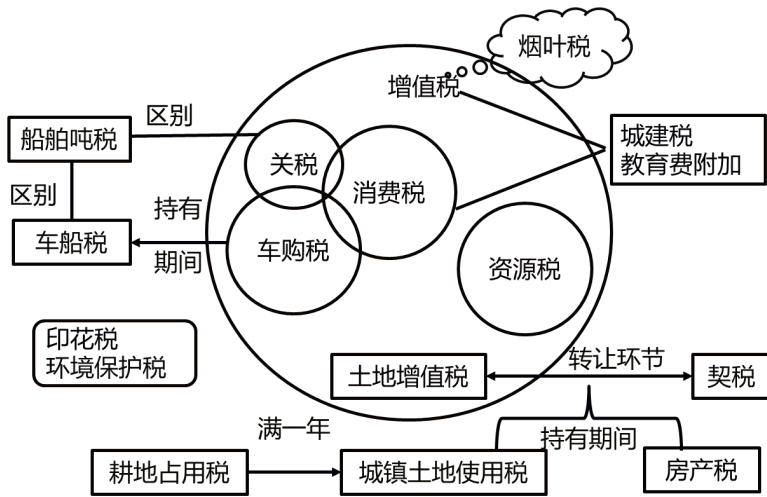 烟叶税
增值税
区别
船舶吨税
城建税
教育费附加
关税
消费税
区别
持有
车船税
车购税
期间
资源税
印花税
环境保护税
转让环节
土地增值税
契税
满一年
持有期间
耕地占用税
城镇土地使用税
房产税